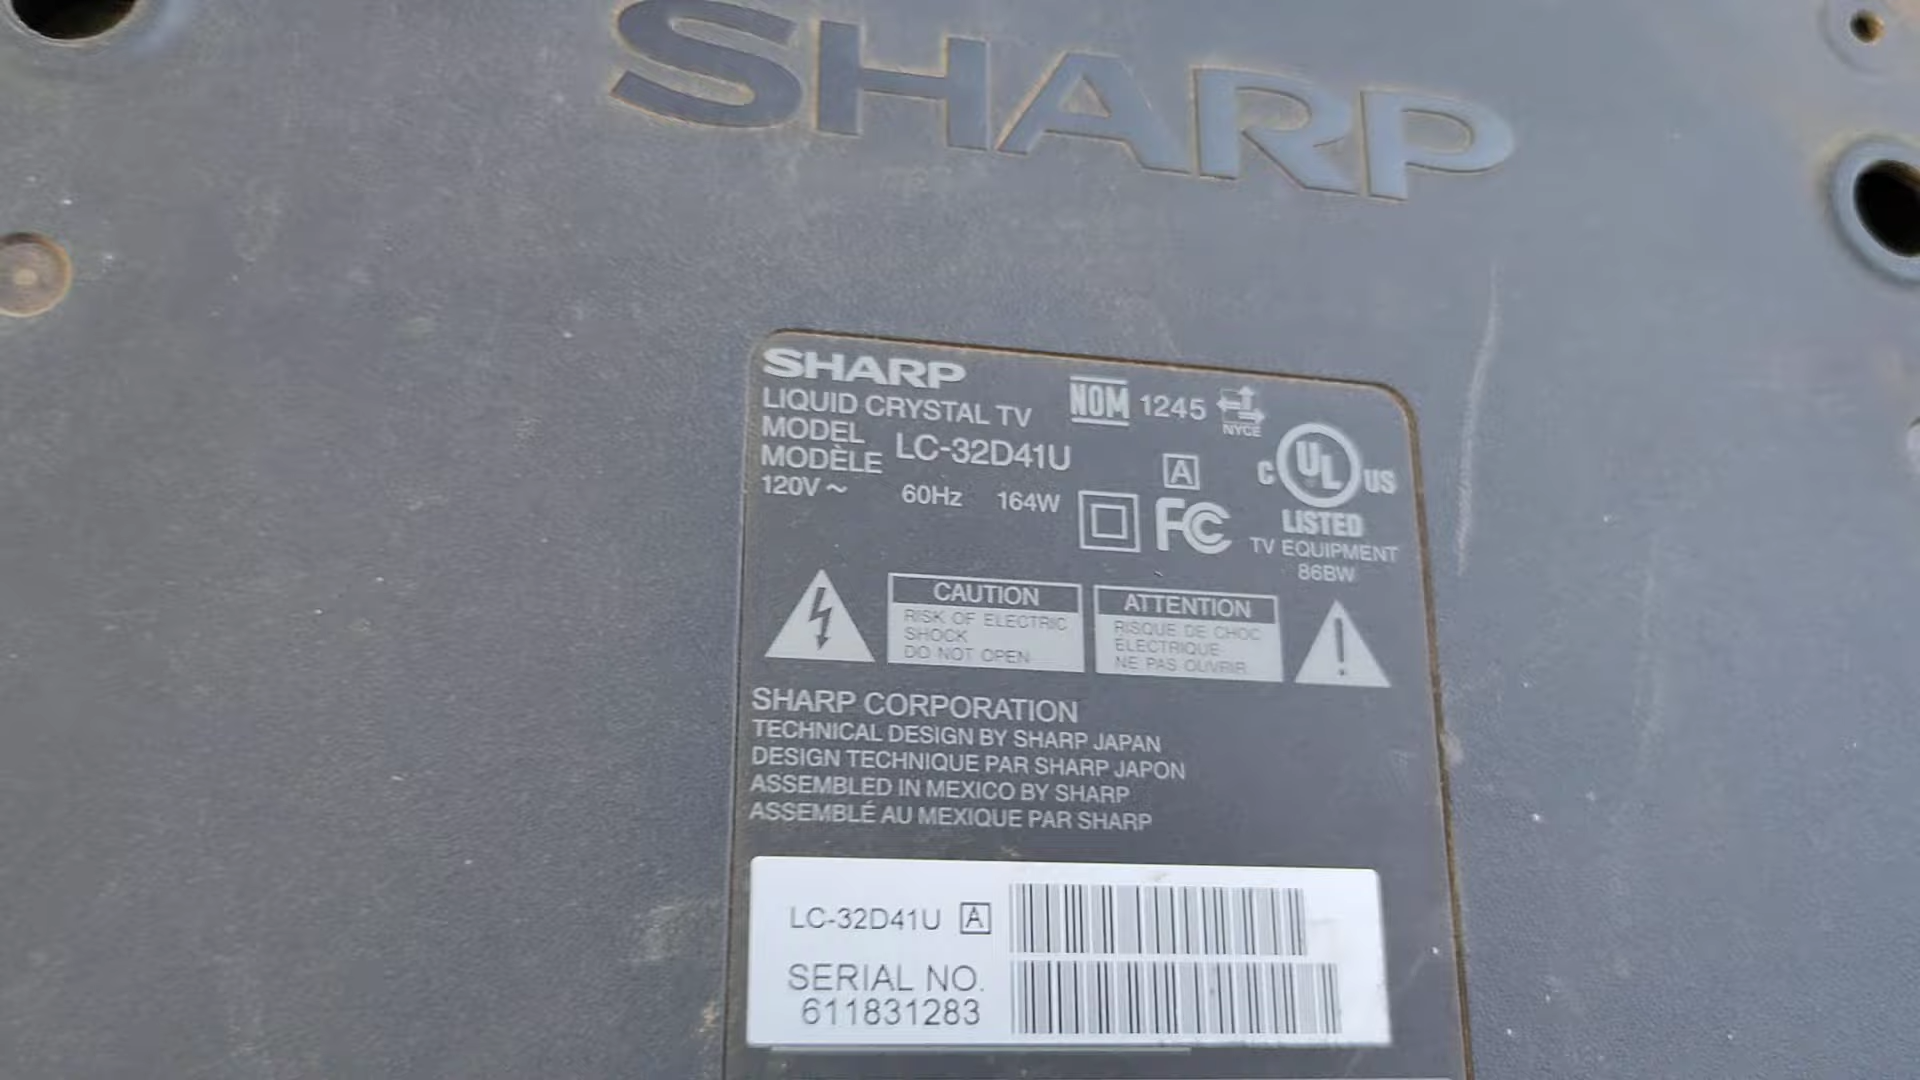 SHARP
SHARP
LIQUID CRYSTAL TV
NOM 1245
NYCE
MODEL
MODÈLE
LC-32D41U
A
C UL US
LISTED
TV EQUIPMENT
86BW
120V ~ 60Hz 164W
FC
CAUTION
RISK OF ELECTRIC
SHOCK
DO NOT OPEN
ATTENTION
RISQUE DE CHOC
ÉLECTRIQUE
NE PAS OUVRIR
SHARP CORPORATION
TECHNICAL DESIGN BY SHARP JAPAN
DESIGN TECHNIQUE PAR SHARP JAPON
ASSEMBLED IN MEXICO BY SHARP
ASSEMBLÉ AU MEXIQUE PAR SHARP
LC-32D41U A
SERIAL NO.
611831283